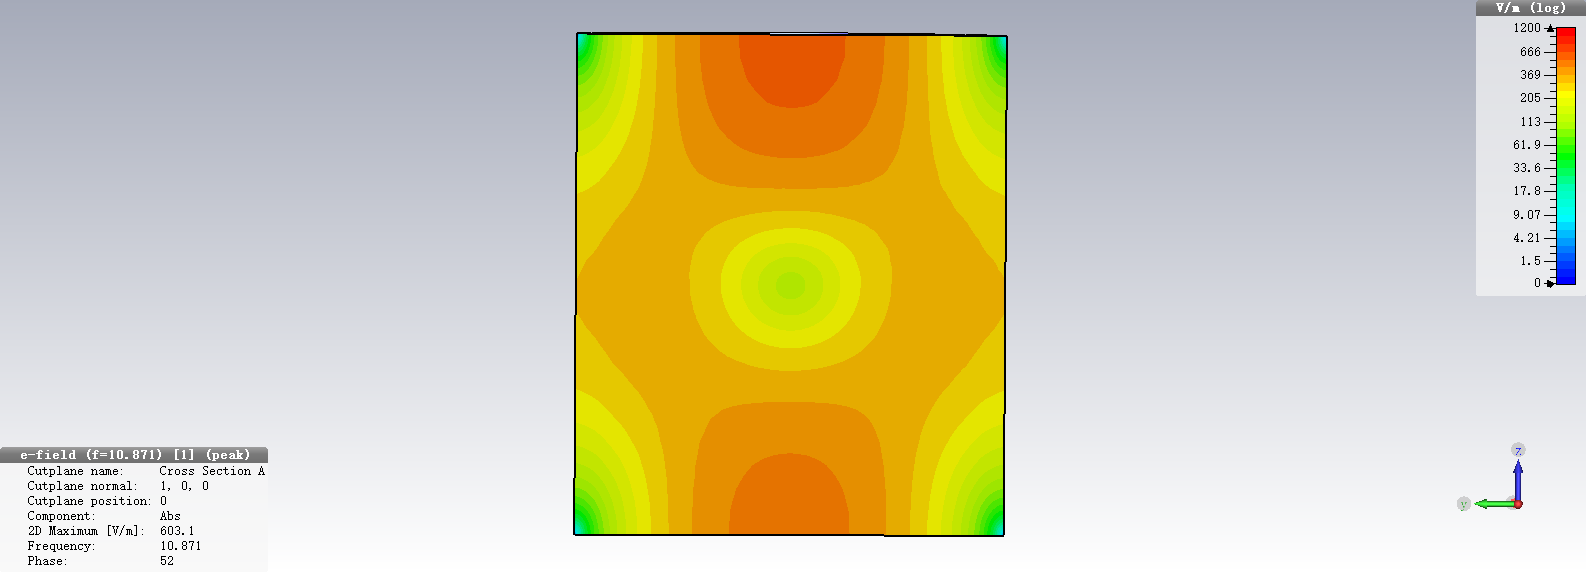 V/m (log)
1200
666
369
205
113
61.9
33.6
17.8
9.07
4.21
1.5
0
e-field (f=10.871) [1] (peak)
Cutplane name: Cross Section A
Cutplane normal: 1, 0, 0
Cutplane position: 0
Component: Abs
2D Maximum [V/m]: 603.1
Frequency: 10.871
Phase: 52
z
y